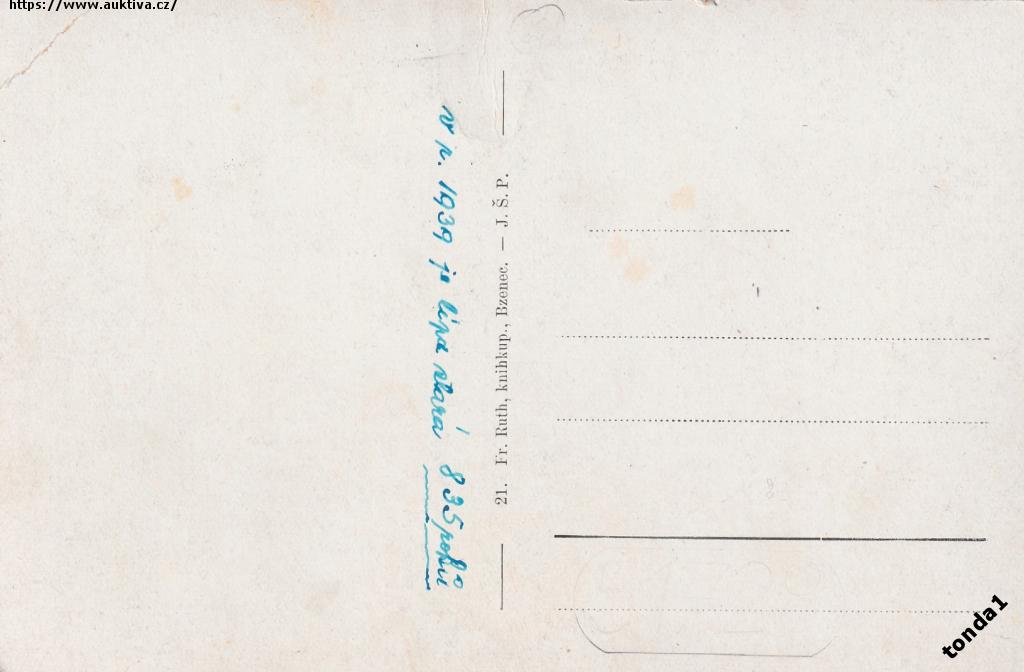 https://www.auktiva.cz/
v r. 1939 je lípa stará 835 roků
21. Fr. Ruth, knihkup., Bzenec. — J. Š. P.
tonda1